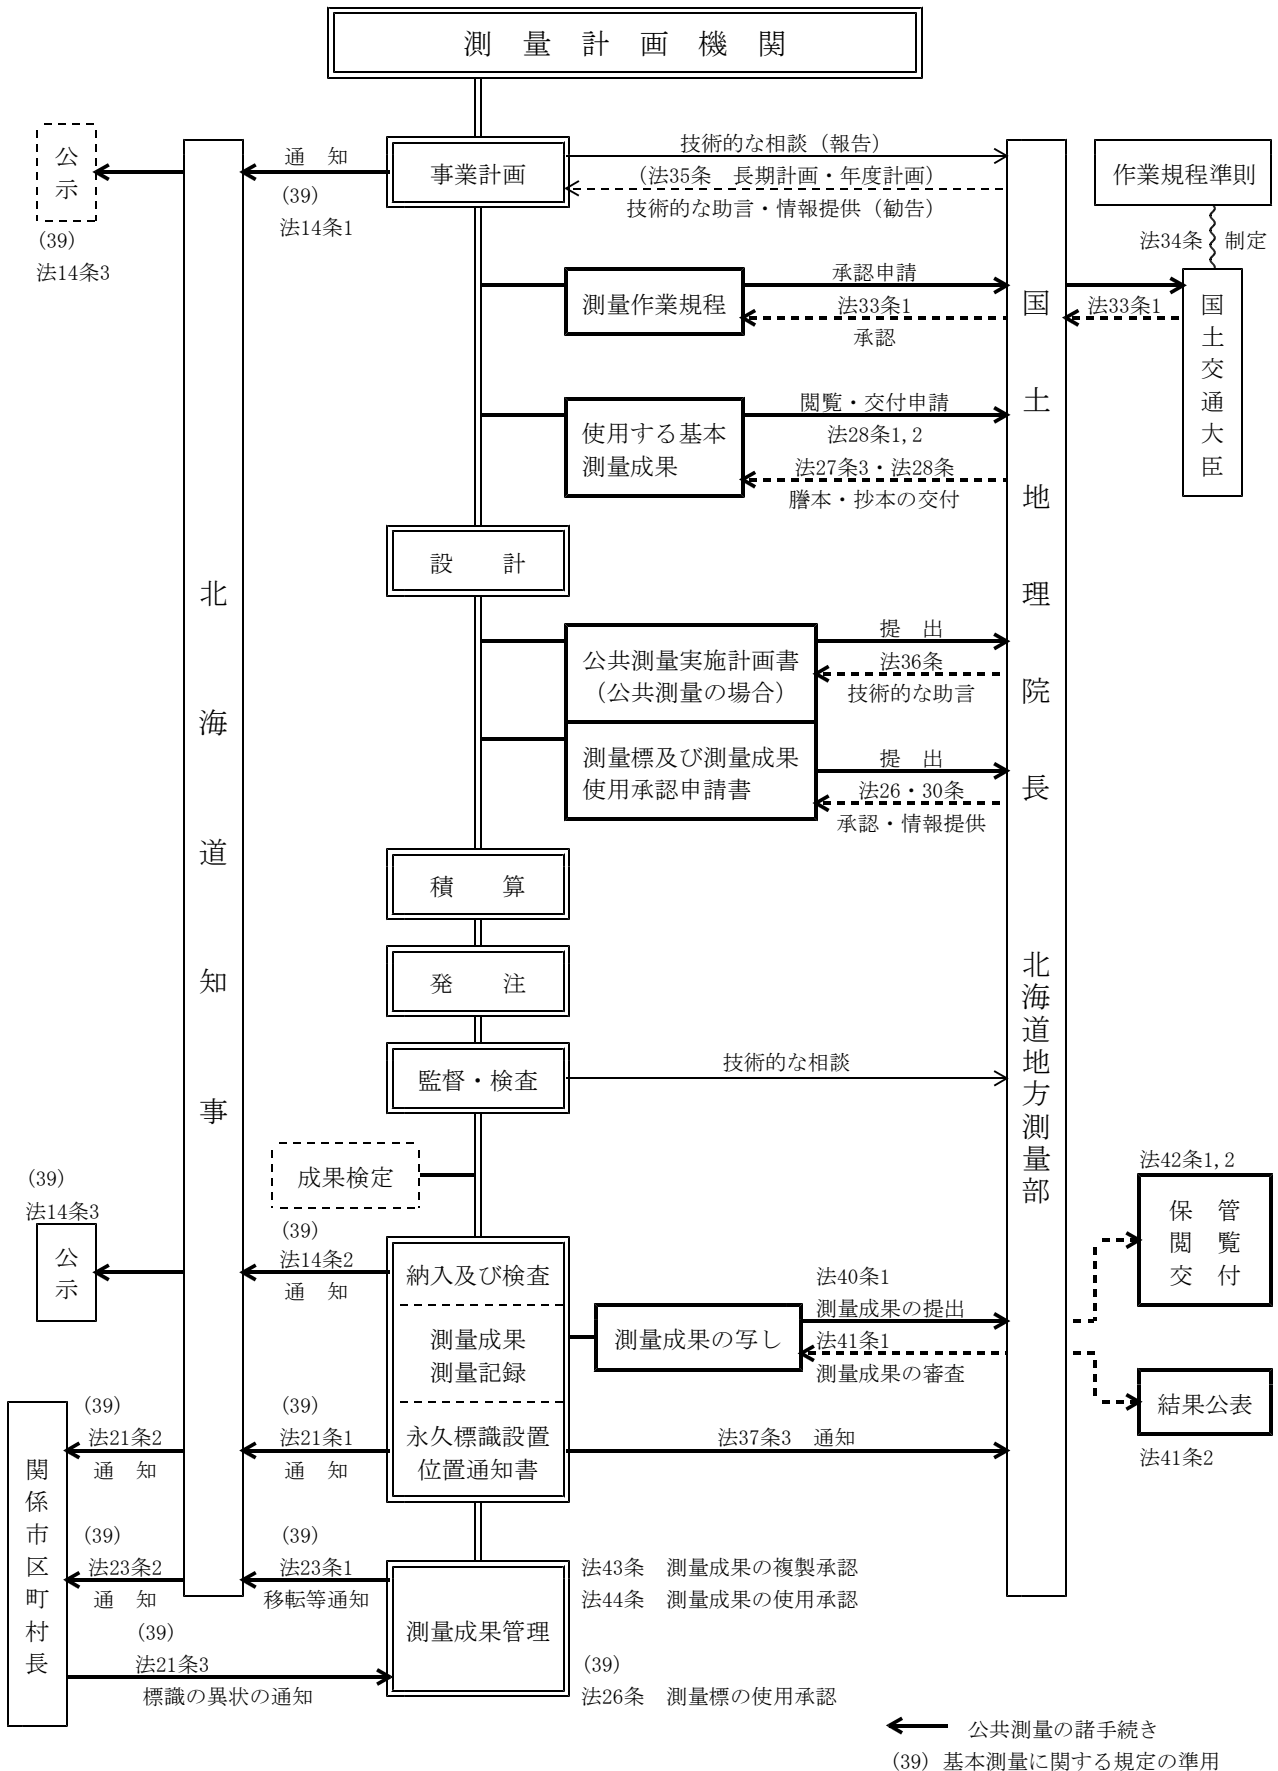 測量計画機関
公示
(39)
法14条3
通　知
(39)
法14条1
事業計画
技術的な相談（報告）
（法35条　長期計画・年度計画）
技術的な助言・情報提供（勧告）
作業規程準則
法34条　制定
測量作業規程
承認申請
法33条1
承認
法33条1
国土交通大臣
使用する基本
測量成果
閲覧・交付申請
法28条1,2
法27条3・法28条
謄本・抄本の交付
設　計
公共測量実施計画書
（公共測量の場合）
提　出
法36条
技術的な助言
測量標及び測量成果
使用承認申請書
提　出
法26・30条
承認・情報提供
北海道知事
国土地理院長
北海道地方測量部
積　算
発　注
監督・検査
技術的な相談
成果検定
(39)
法14条3
公示
(39)
法14条2
通　知
納入及び検査
測量成果
測量記録
永久標識設置
位置通知書
測量成果の写し
法40条1
測量成果の提出
法41条1
測量成果の審査
法42条1,2
保　管
閲　覧
交　付
結果公表
法41条2
法37条3　通知
(39)
法21条2
通　知
(39)
法21条1
通　知
関係市区町村長
(39)
法23条2
通　知
(39)
法23条1
移転等通知
測量成果管理
(39)
法21条3
標識の異状の通知
法43条　測量成果の複製承認
法44条　測量成果の使用承認
(39)
法26条　測量標の使用承認
公共測量の諸手続き
(39) 基本測量に関する規定の準用